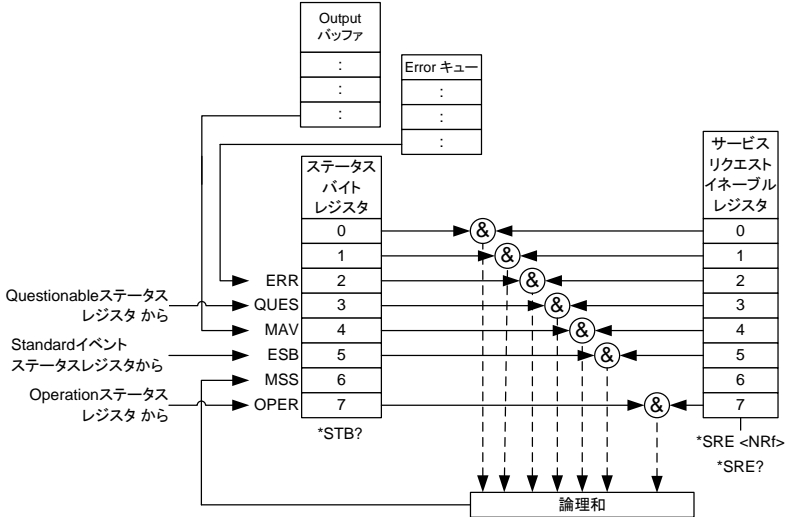 Output
バッファ
:
:
:
Error キュー
:
:
:
ステータス
バイト
レジスタ
0
1
2
3
4
5
6
7
*STB?
ERR
QUES
MAV
ESB
MSS
OPER
Questionableステータス
レジスタ から
Standardイベント
ステータスレジスタから
Operationステータス
レジスタ から
&
&
&
&
&
&
&
サービス
リクエスト
イネーブル
レジスタ
0
1
2
3
4
5
6
7
*SRE <NRf>
*SRE?
論理和